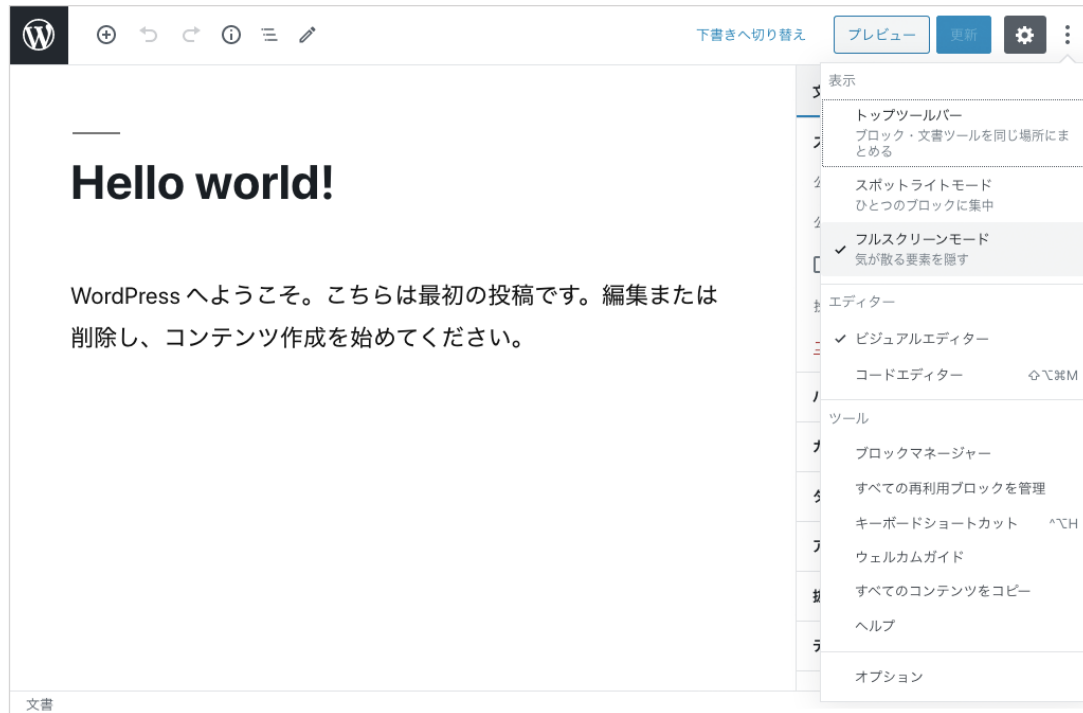 下書きへ切り替え
プレビュー
更新
表示
トップツールバー
ブロック・文書ツールを同じ場所にま
とめる
スポットライトモード
ひとつのブロックに集中
フルスクリーンモード
気が散る要素を隠す
エディター
ビジュアルエディター
コードエディター ⇧⌥⌘M
ツール
ブロックマネージャー
すべての再利用ブロックを管理
キーボードショートカット ^⌥H
ウェルカムガイド
すべてのコンテンツをコピー
ヘルプ
オプション
Hello world!
WordPress へようこそ。こちらは最初の投稿です。編集または
削除し、コンテンツ作成を始めてください。
文書